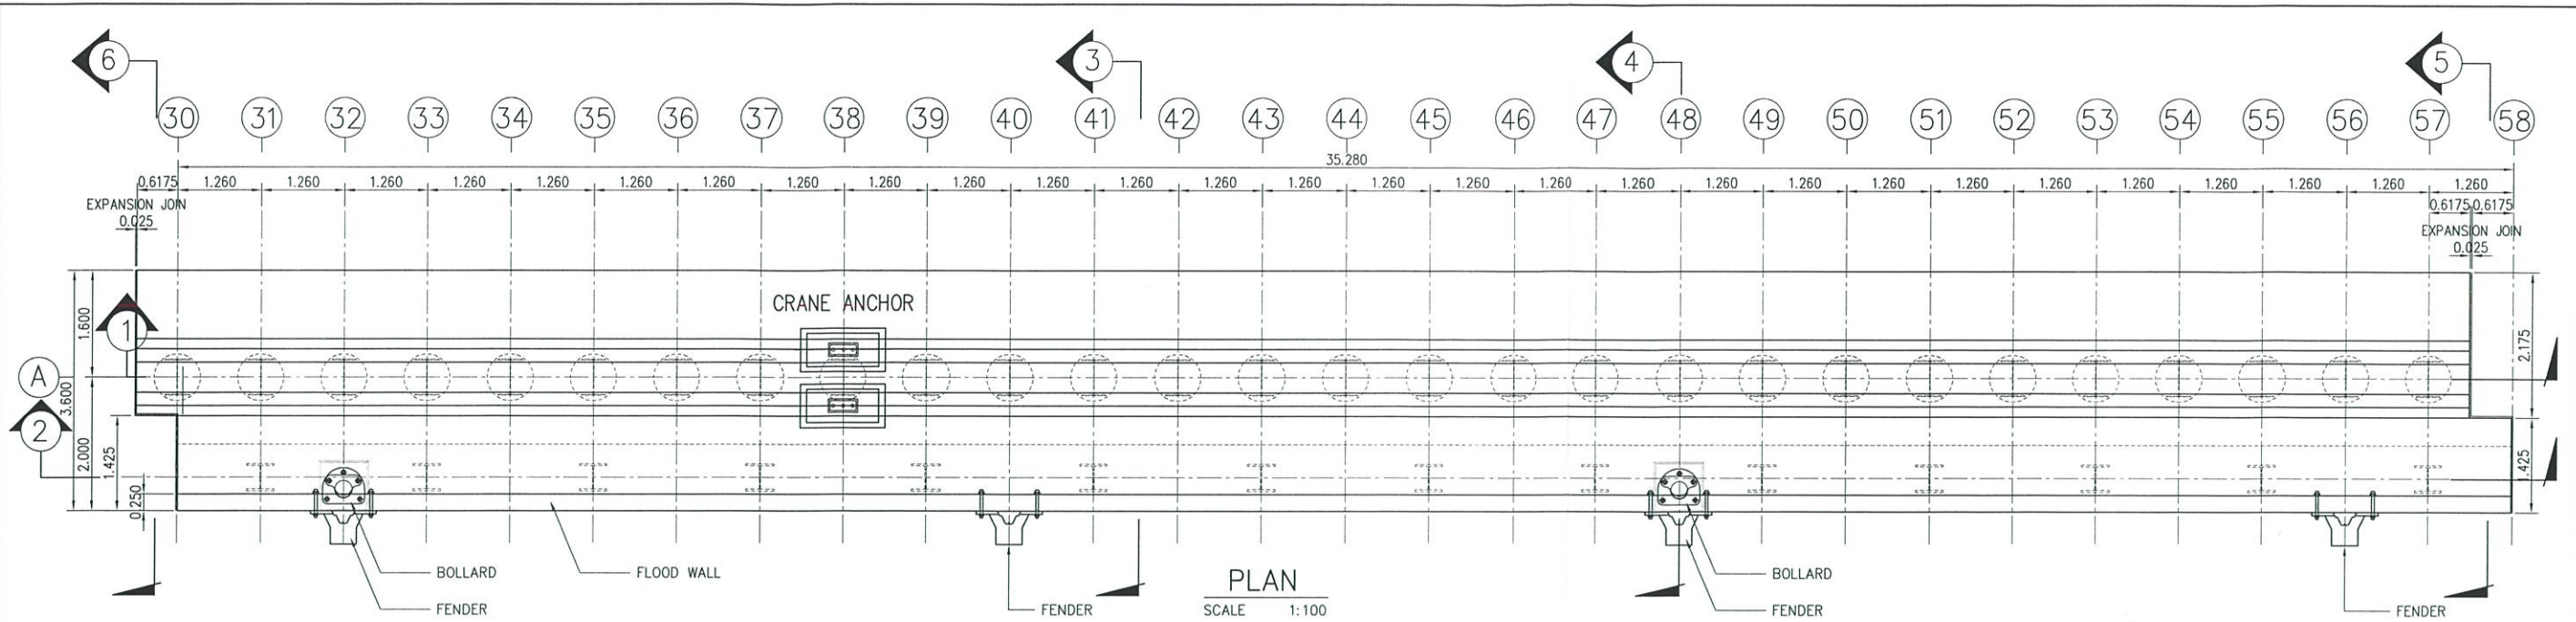 6 3 4 5
30 31 32 33 34 35 36 37 38 39 40 41 42 43 44 45 46 47 48 49 50 51 52 53 54 55 56 57 58
35.280
0.6175 1.260 1.260 1.260 1.260 1.260 1.260 1.260 1.260 1.260 1.260 1.260 1.260 1.260 1.260 1.260 1.260 1.260 1.260 1.260 1.260 1.260 1.260 1.260 1.260 1.260 1.260 1.260 1.260
EXPANSION JOIN
0.025
0.6175 0.6175
EXPANSION JOIN
0.025
CRANE ANCHOR
1
A
2
3.600
1.600
2.000
1.425
0.250
2.175
1.425
BOLLARD
FENDER
FLOOD WALL
FENDER
PLAN
SCALE 1:100
BOLLARD
FENDER
FENDER